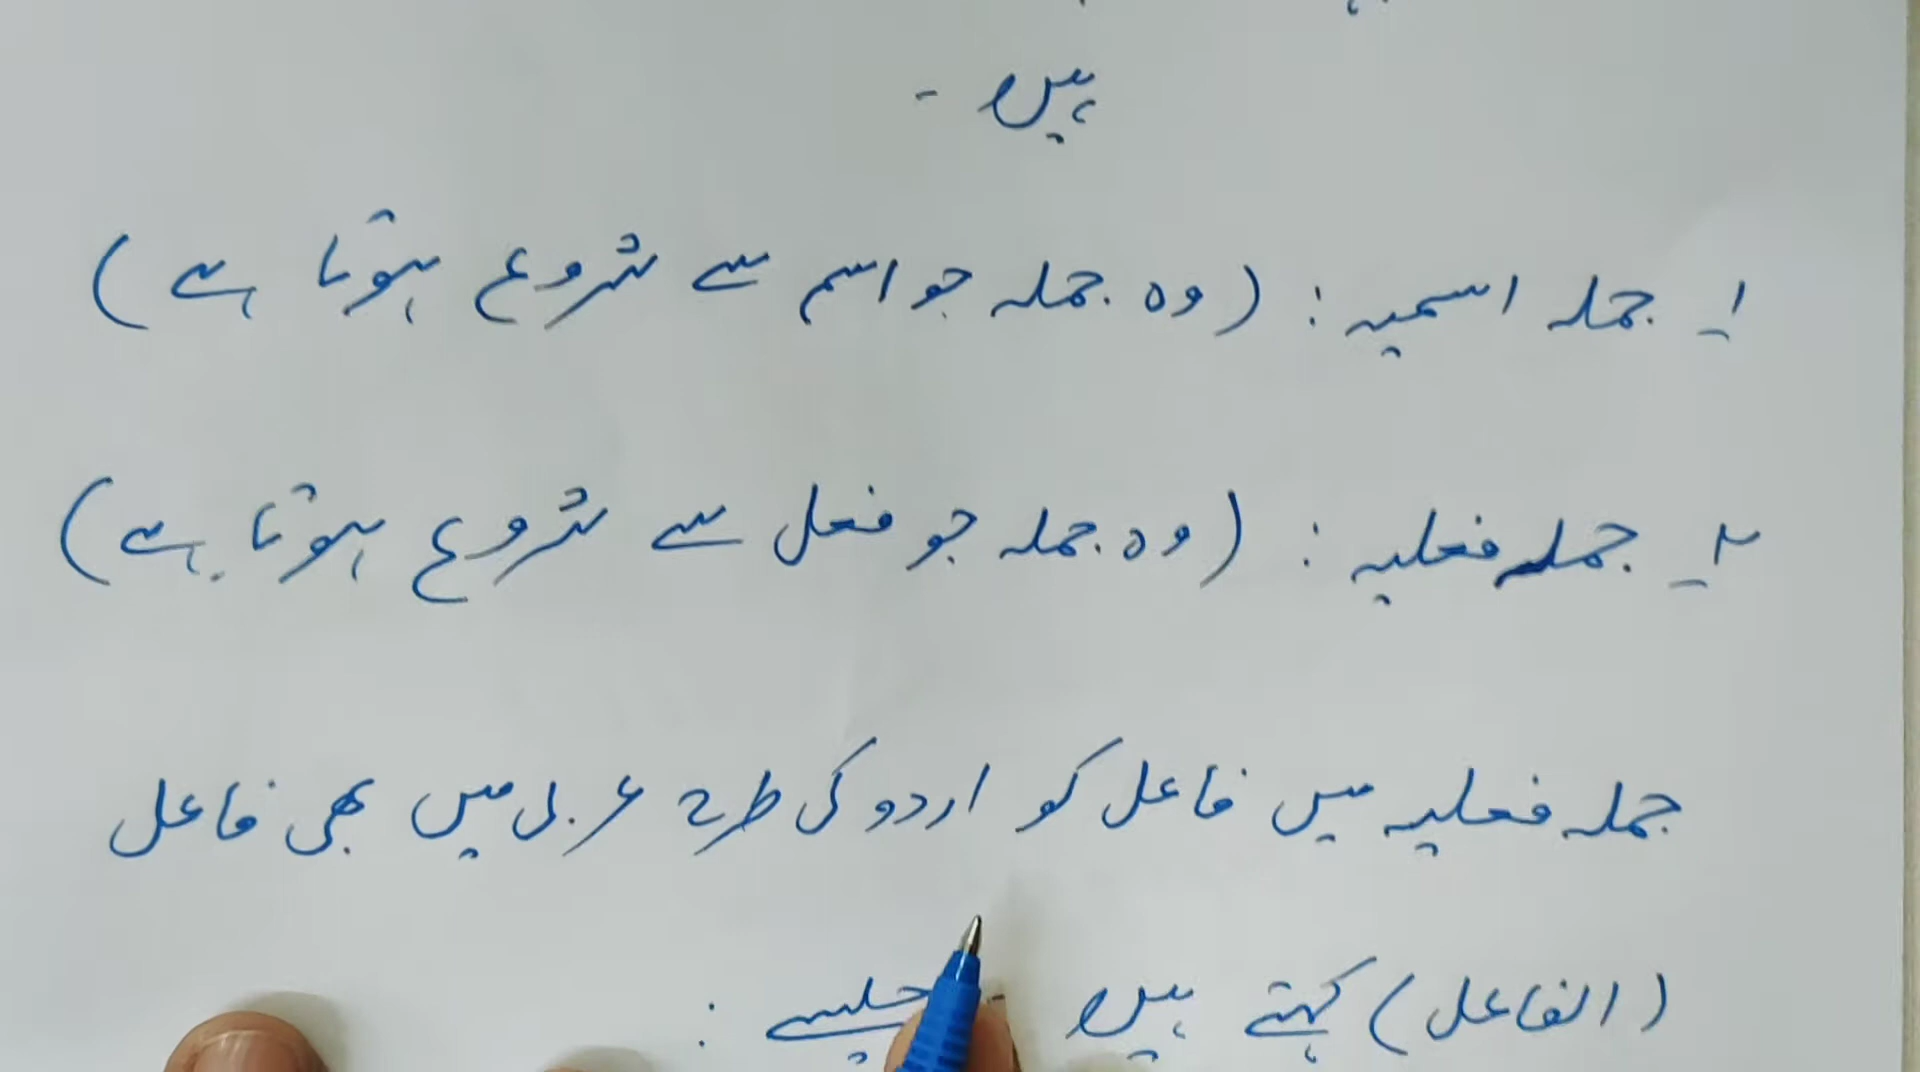 ہیں -
۱۔ جملہ اسمیہ : (وہ جملہ جو اسم سے شروع ہوتا ہے)
۲۔ جملہ فعلیہ : (وہ جملہ جو فعل سے شروع ہوتا ہے)
جملہ فعلیہ میں فاعل کو اردو کی طرح عربی میں بھی فاعل
(الفاعل) کہتے ہیں - جیسے :